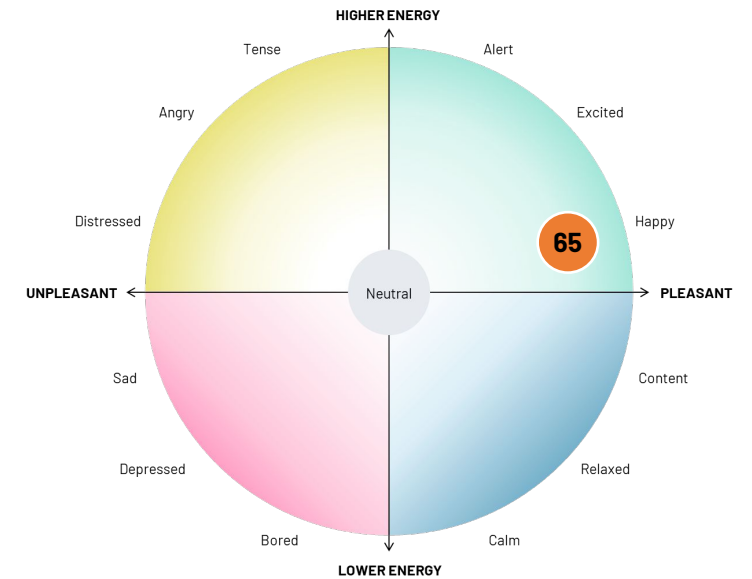 HIGHER ENERGY
Tense
Alert
Angry
Excited
Distressed
Happy
65
UNPLEASANT
Neutral
PLEASANT
Sad
Content
Depressed
Relaxed
Bored
Calm
LOWER ENERGY